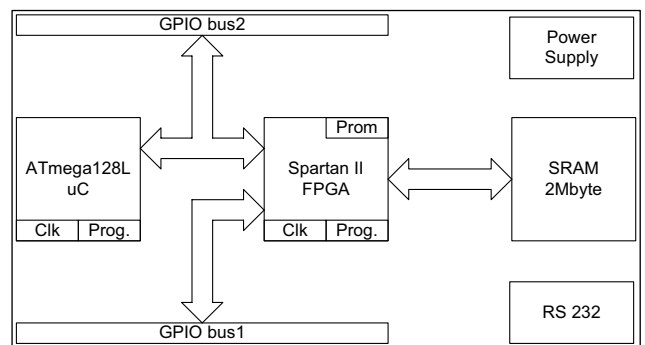 GPIO bus2
Power
Supply
Prom
ATmega128L
uC
Spartan II
FPGA
SRAM
2Mbyte
Clk
Prog.
Clk
Prog.
RS 232
GPIO bus1